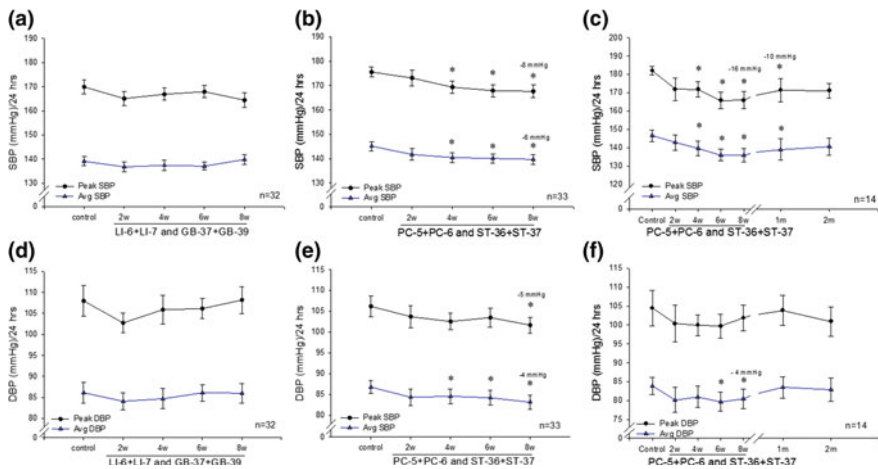 (a)
SBP (mmHg)/24 hrs
180
170
160
150
140
130
0
Peak SBP
Avg SBP
n=32
control 2w 4w 6w 8w
LI-6+LI-7 and GB-37+GB-39
(b)
SBP (mmHg)/24 hrs
190
180
170
160
150
140
130
0
* * *
-8 mmHg
* * *
-6 mmHg
Peak SBP
Avg SBP
n=33
control 2w 4w 6w 8w
PC-5+PC-6 and ST-36+ST-37
(c)
SBP (mmHg)/24 hrs
200
190
180
170
160
150
140
130
120
110
100
0
-16 mmHg
-10 mmHg
* * * *
* * * *
Peak SBP
Avg SBP
n=14
Control 2w 4w 6w 8w 1m 2m
PC-5+PC-6 and ST-36+ST-37
(d)
DBP (mmHg)/24 hrs
115
110
105
100
95
90
85
80
0
Peak DBP
Avg DBP
n=32
control 2w 4w 6w 8w
LI-6+LI-7 and GB-37+GB-39
(e)
DBP (mmHg)/24 hrs
115
110
105
100
95
90
85
80
0
-5 mmHg
*
-4 mmHg
* * *
Peak SBP
Avg SBP
n=33
control 2w 4w 6w 8w
PC-5+PC-6 and ST-36+ST-37
(f)
DBP (mmHg)/24 hrs
115
110
105
100
95
90
85
80
75
0
- 4 mmHg
* *
Peak DBP
Avg DBP
n=14
Control 2w 4w 6w 8w 1m 2m
PC-5+PC-6 and ST-36+ST-37